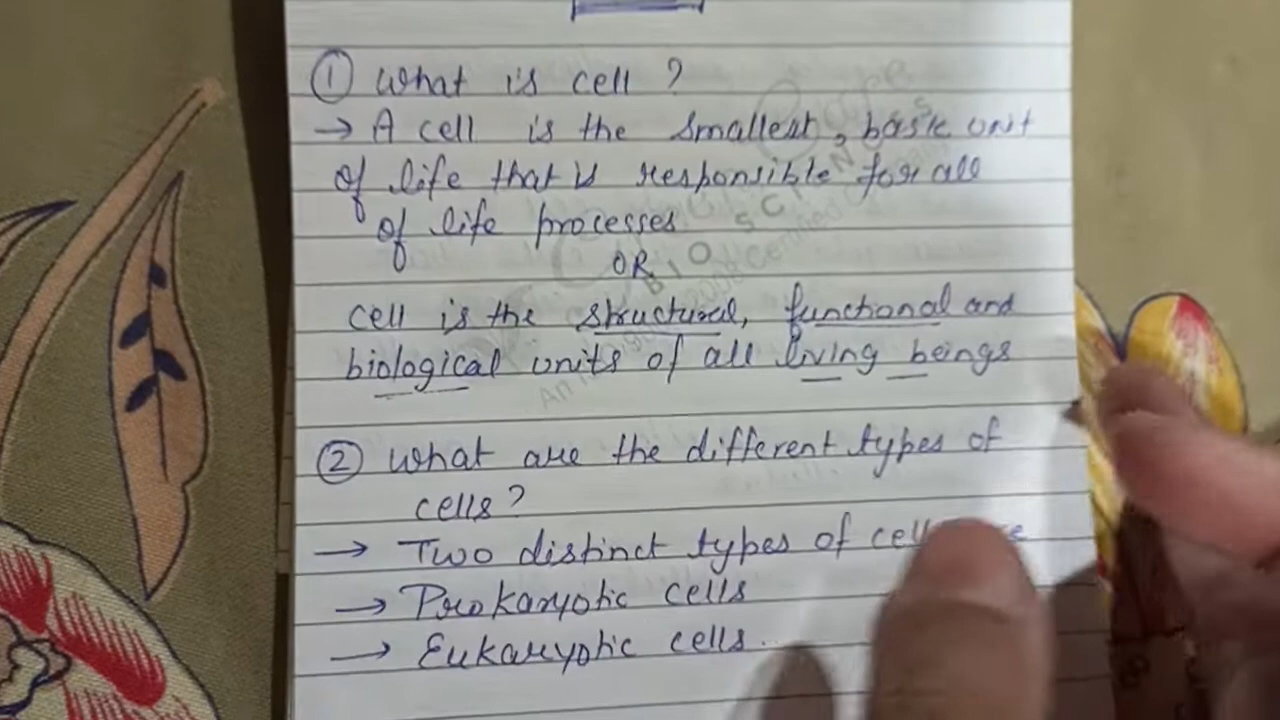 ① What is cell ?
→ A cell is the smallest, basic unit
of life that is responsible for all
of life processes
OR
cell is the structural, functional and
biological units of all living beings
② What are the different types of
cells?
→ Two distinct types of
→ Prokaryotic cells
→ Eukaryotic cells.
BIO SCIENCES